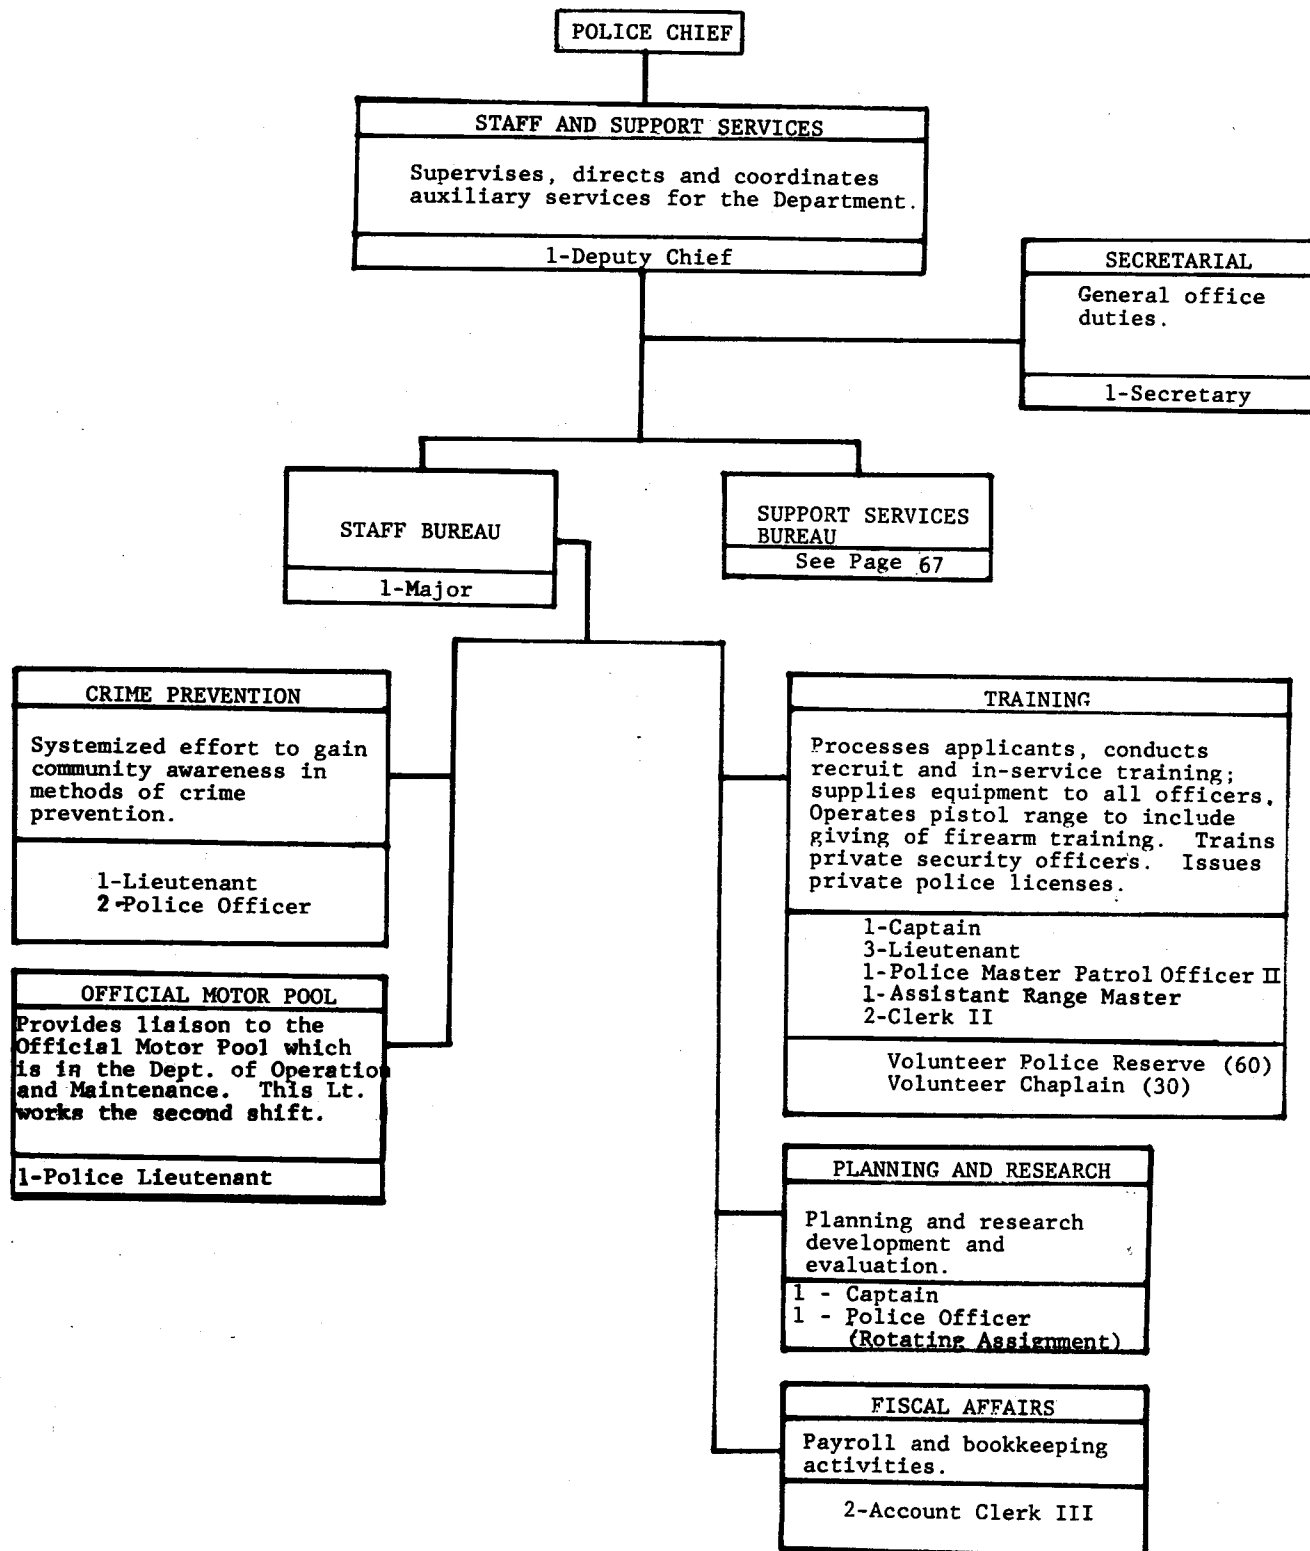 POLICE CHIEF
STAFF AND SUPPORT SERVICES
Supervises, directs and coordinates
auxiliary services for the Department.
1-Deputy Chief
SECRETARIAL
General office
duties.
1-Secretary
STAFF BUREAU
1-Major
SUPPORT SERVICES
BUREAU
See Page 67
CRIME PREVENTION
Systemized effort to gain
community awareness in
methods of crime
prevention.
1-Lieutenant
2-Police Officer
OFFICIAL MOTOR POOL
Provides liaison to the
Official Motor Pool which
is in the Dept. of Operation
and Maintenance. This Lt.
works the second shift.
1-Police Lieutenant
TRAINING
Processes applicants, conducts
recruit and in-service training;
supplies equipment to all officers.
Operates pistol range to include
giving of firearm training. Trains
private security officers. Issues
private police licenses.
1-Captain
3-Lieutenant
1-Police Master Patrol Officer II
1-Assistant Range Master
2-Clerk II
Volunteer Police Reserve (60)
Volunteer Chaplain (30)
PLANNING AND RESEARCH
Planning and research
development and
evaluation.
1 - Captain
1 - Police Officer
(Rotating Assignment)
FISCAL AFFAIRS
Payroll and bookkeeping
activities.
2-Account Clerk III